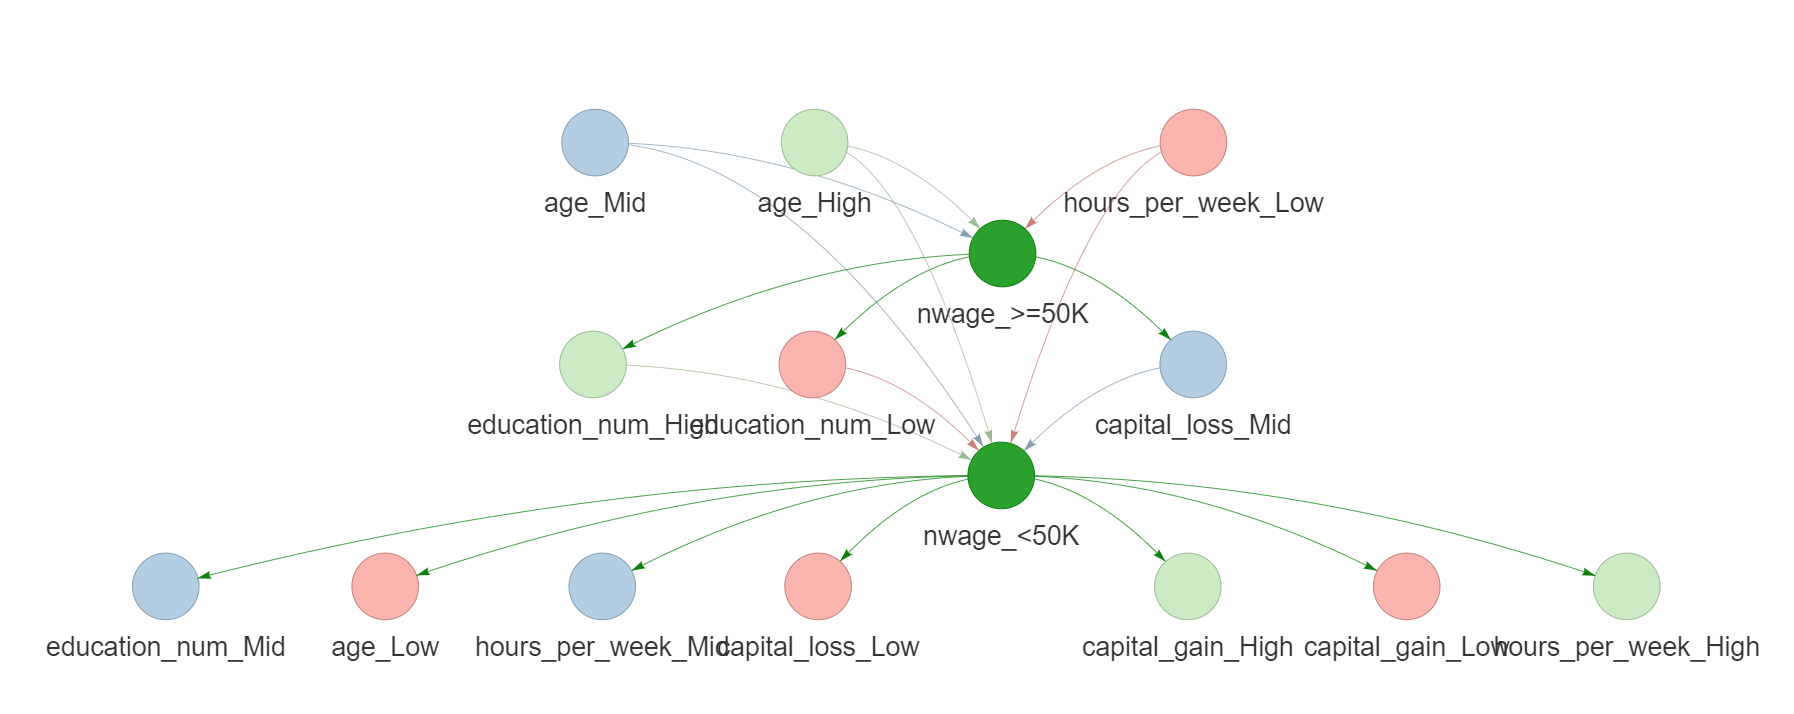 age_Mid
age_High
hours_per_week_Low
nwage_>=50K
education_num_High
education_num_Low
capital_loss_Mid
nwage_<50K
education_num_Mid
age_Low
hours_per_week_Mid
capital_loss_Low
capital_gain_High
capital_gain_Low
hours_per_week_High